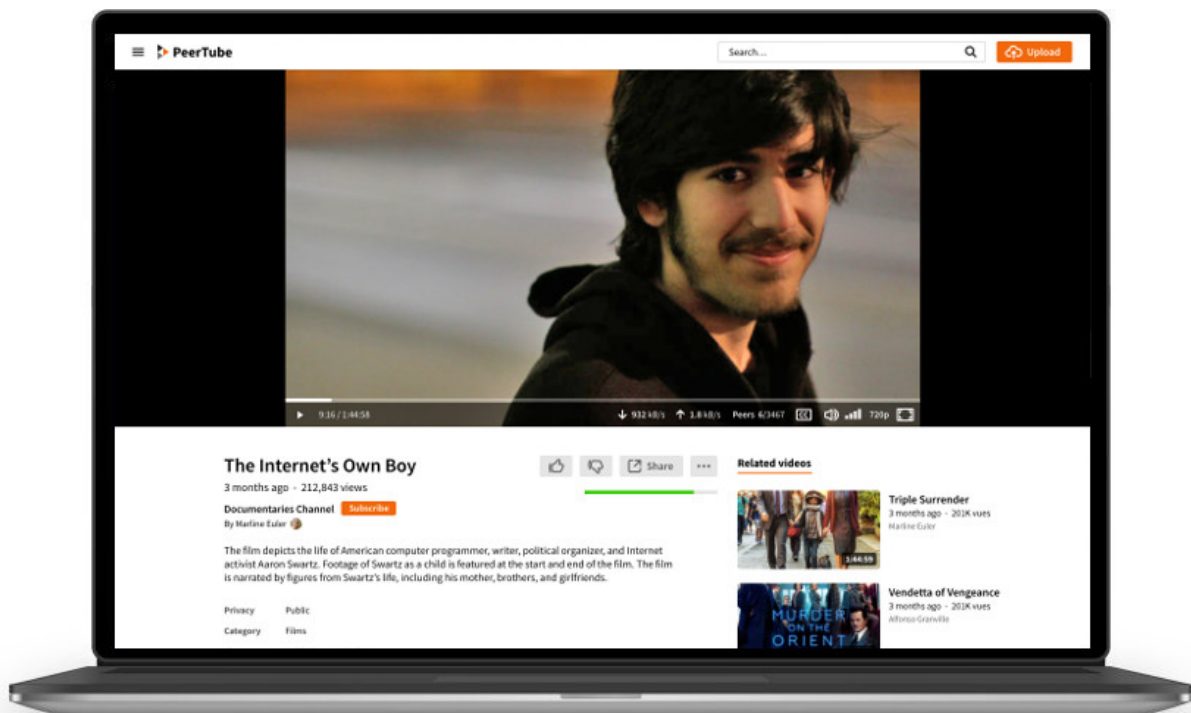 PeerTube
Search...
Upload
9:16 / 1:44:58
932 kB/s
1.8 kB/s
Peers 6/3467
CC
720p
The Internet's Own Boy
Share
Related videos
3 months ago - 212,843 views
Documentaries Channel
Subscribe
By Marline Euler
The film depicts the life of American computer programmer, writer, political organizer, and Internet
activist Aaron Swartz. Footage of Swartz as a child is featured at the start and end of the film. The film
is narrated by figures from Swartz's life, including his mother, brothers, and girlfriends.
Privacy Public
Category Films
Triple Surrender
3 months ago - 201K vues
Marline Euler
1:44:59
Vendetta of Vengeance
3 months ago - 201K vues
Alfonso Granville
MURDER
ON THE
ORIENT